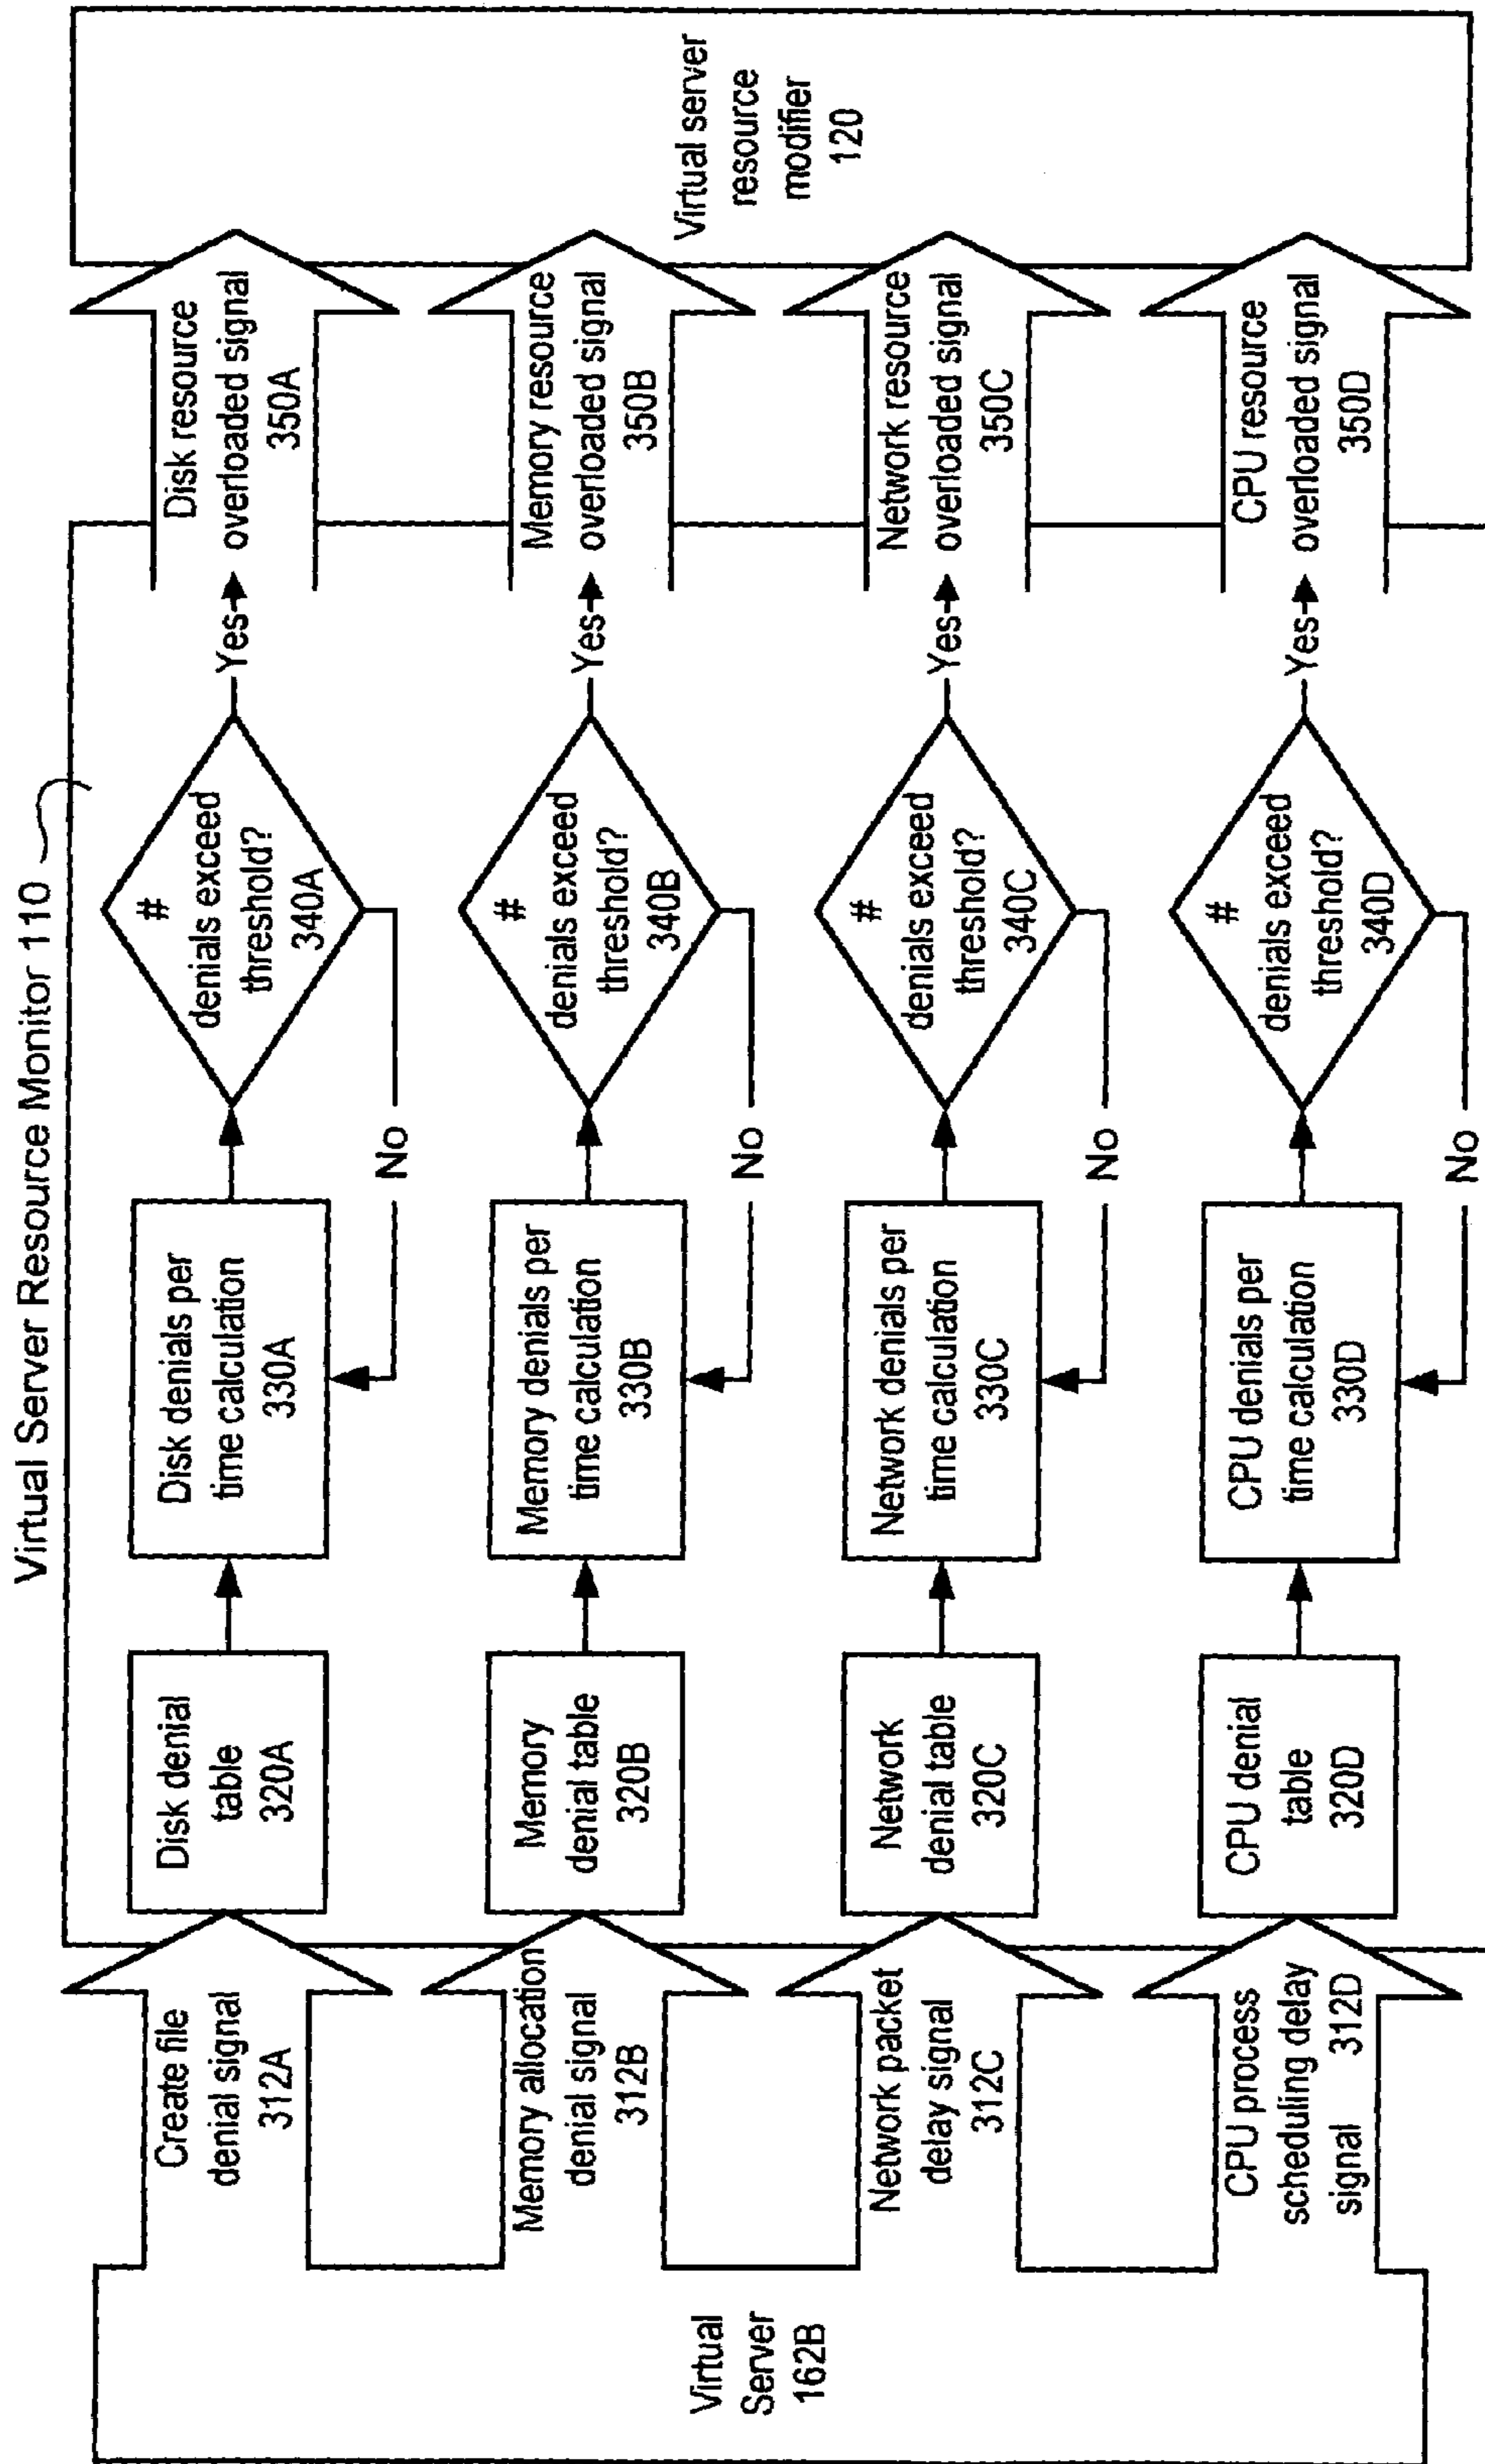 Virtual Server Resource Monitor 110
Virtual
Server
162B
Create file
denial signal
312A
Disk denial
table
320A
Disk denials per
time calculation
330A
#
denials exceed
threshold?
340A
No
Yes
Disk resource
overloaded signal
350A
Memory allocation
denial signal
312B
Memory
denial table
320B
Memory denials per
time calculation
330B
#
denials exceed
threshold?
340B
No
Yes
Memory resource
overloaded signal
350B
Network packet
delay signal
312C
Network
denial table
320C
Network denials per
time calculation
330C
#
denials exceed
threshold?
340C
No
Yes
Network resource
overloaded signal
350C
CPU process
scheduling delay
signal 312D
CPU denial
table
320D
CPU denials per
time calculation
330D
#
denials exceed
threshold?
340D
No
Yes
CPU resource
overloaded signal
350D
Virtual server
resource
modifier
120